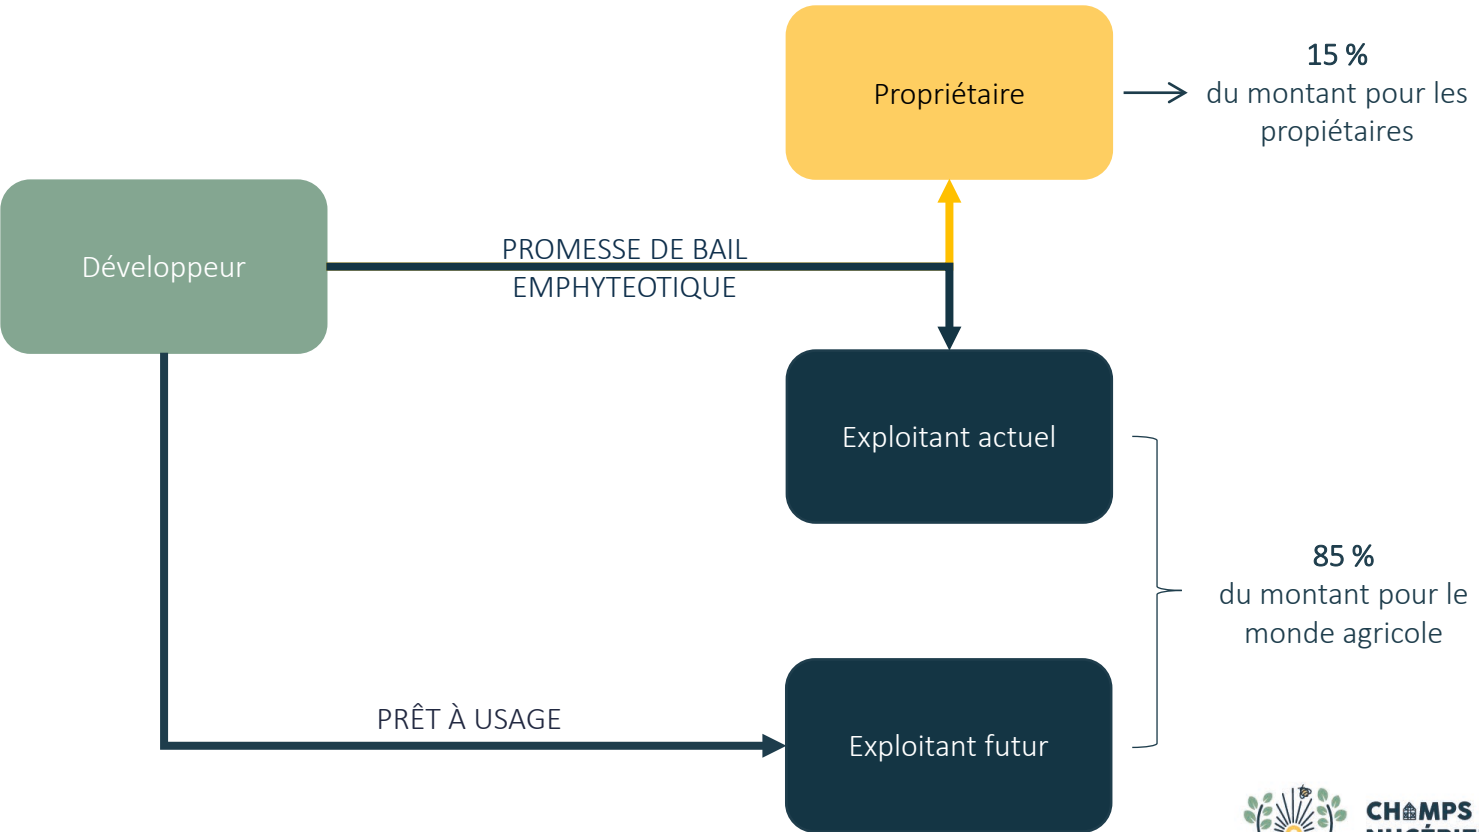 Propriétaire
15 %
du montant pour les
propiétaires
Développeur
PROMESSE DE BAIL
EMPHYTEOTIQUE
Exploitant actuel
85 %
du montant pour le
monde agricole
PRÊT À USAGE
Exploitant futur
CHAMPS